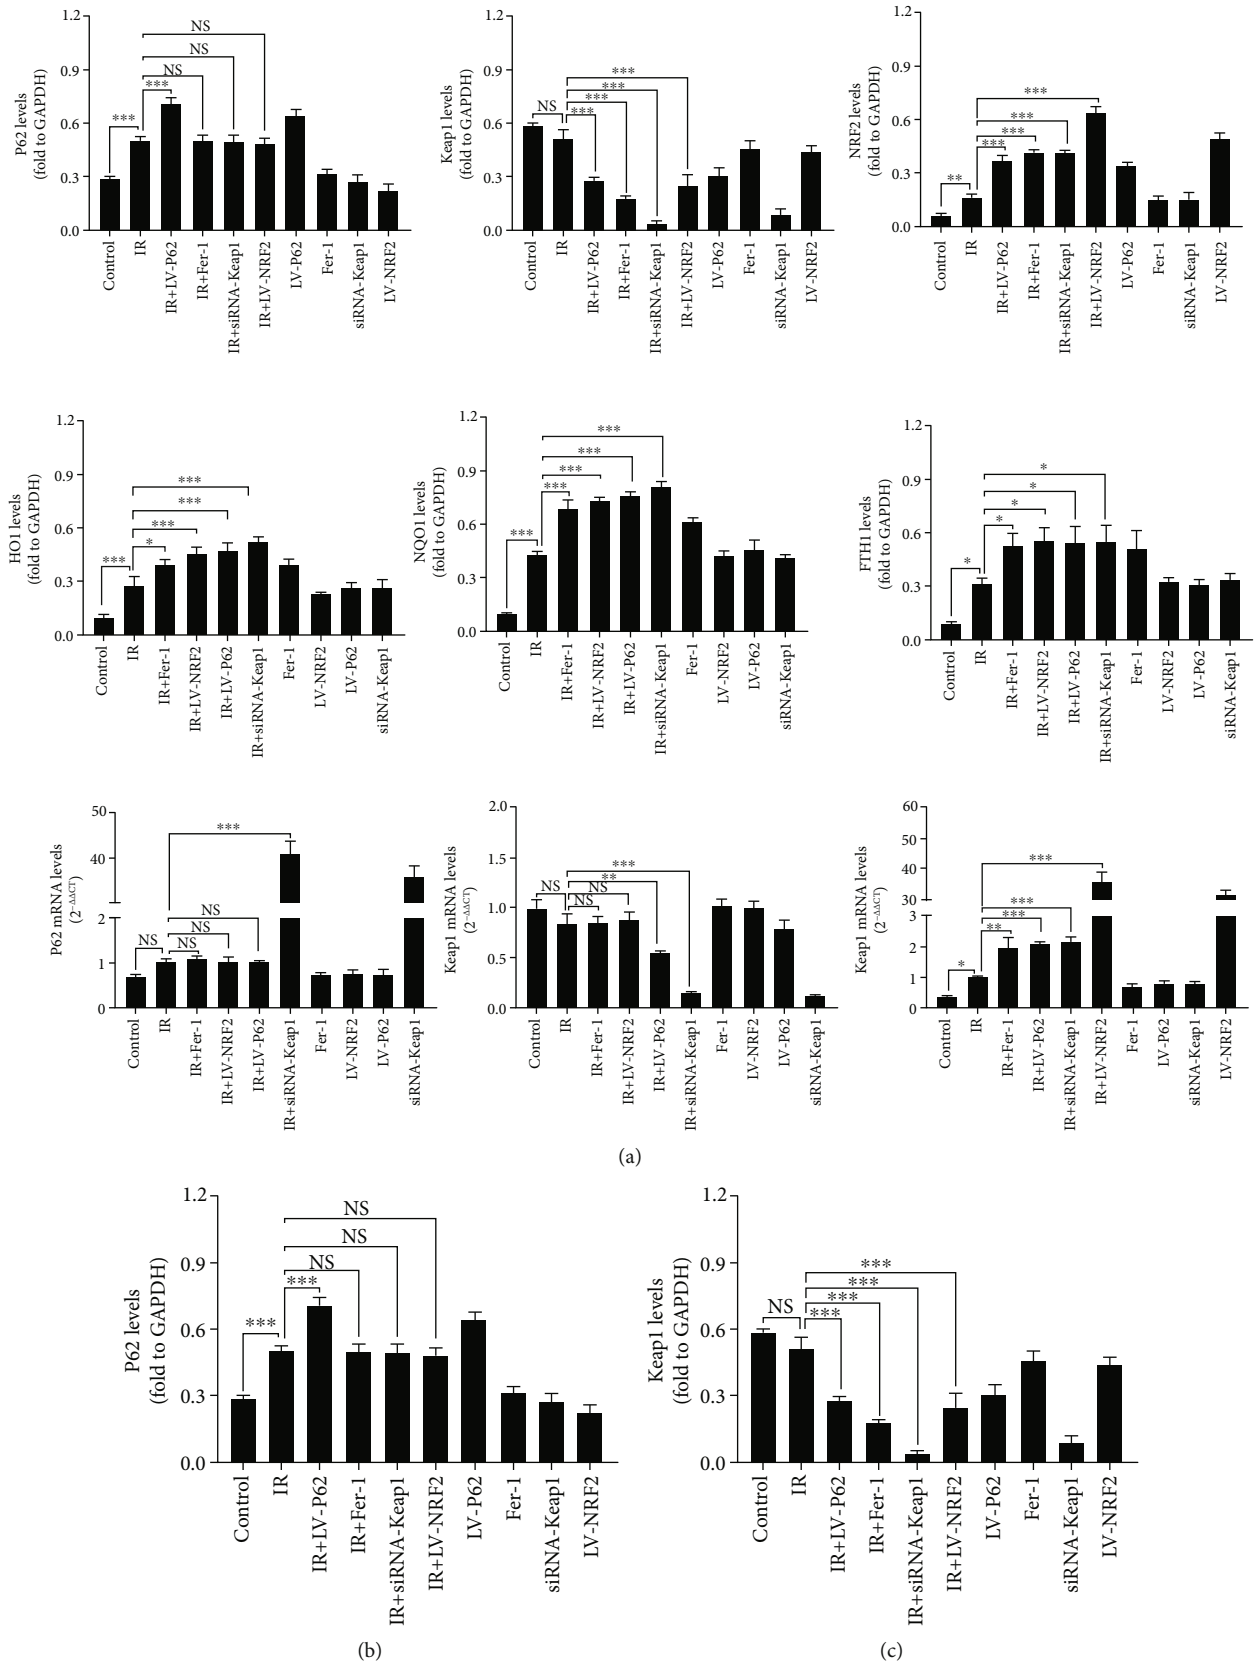 P62 levels
(fold to GAPDH)
1.2
0.9
0.6
0.3
0.0
***
***
NS
NS
NS
Control
IR
IR+LV-P62
IR+Fer-1
IR+siRNA-Keap1
IR+LV-NRF2
LV-P62
Fer-1
siRNA-Keap1
LV-NRF2
Keap1 levels
(fold to GAPDH)
1.2
0.9
0.6
0.3
0.0
NS
***
***
***
***
Control
IR
IR+LV-P62
IR+Fer-1
IR+siRNA-Keap1
IR+LV-NRF2
LV-P62
Fer-1
siRNA-Keap1
LV-NRF2
NRF2 levels
(fold to GAPDH)
1.2
0.9
0.6
0.3
0.0
**
***
***
***
***
Control
IR
IR+LV-P62
IR+Fer-1
IR+siRNA-Keap1
IR+LV-NRF2
LV-P62
Fer-1
siRNA-Keap1
LV-NRF2
HO1 levels
(fold to GAPDH)
1.2
0.9
0.6
0.3
0.0
***
*
***
***
***
Control
IR
IR+Fer-1
IR+LV-NRF2
IR+LV-P62
IR+siRNA-Keap1
Fer-1
LV-NRF2
LV-P62
siRNA-Keap1
NQO1 levels
(fold to GAPDH)
1.2
0.9
0.6
0.3
0.0
***
***
***
***
***
Control
IR
IR+Fer-1
IR+LV-NRF2
IR+LV-P62
IR+siRNA-Keap1
Fer-1
LV-NRF2
LV-P62
siRNA-Keap1
FTH1 levels
(fold to GAPDH)
1.2
0.9
0.6
0.3
0.0
*
*
*
*
*
Control
IR
IR+Fer-1
IR+LV-NRF2
IR+LV-P62
IR+siRNA-Keap1
Fer-1
LV-NRF2
LV-P62
siRNA-Keap1
P62 mRNA levels
(2−ΔΔCT)
50
40
2
1
0
NS
NS
NS
NS
***
Control
IR
IR+Fer-1
IR+LV-NRF2
IR+LV-P62
IR+siRNA-Keap1
Fer-1
LV-NRF2
LV-P62
siRNA-Keap1
Keap1 mRNA levels
(2−ΔΔCT)
2.0
1.5
1.0
0.5
0.0
NS
NS
NS
**
***
Control
IR
IR+Fer-1
IR+LV-NRF2
IR+LV-P62
IR+siRNA-Keap1
Fer-1
LV-NRF2
LV-P62
siRNA-Keap1
Keap1 mRNA levels
(2−ΔΔCT)
60
50
40
30
3
2
1
0
*
**
***
***
***
Control
IR
IR+Fer-1
IR+LV-P62
IR+siRNA-Keap1
IR+LV-NRF2
Fer-1
LV-P62
siRNA-Keap1
LV-NRF2
(a)
P62 levels
(fold to GAPDH)
1.2
0.9
0.6
0.3
0.0
***
***
NS
NS
NS
Control
IR
IR+LV-P62
IR+Fer-1
IR+siRNA-Keap1
IR+LV-NRF2
LV-P62
Fer-1
siRNA-Keap1
LV-NRF2
(b)
Keap1 levels
(fold to GAPDH)
1.2
0.9
0.6
0.3
0.0
NS
***
***
***
***
Control
IR
IR+LV-P62
IR+Fer-1
IR+siRNA-Keap1
IR+LV-NRF2
LV-P62
Fer-1
siRNA-Keap1
LV-NRF2
(c)